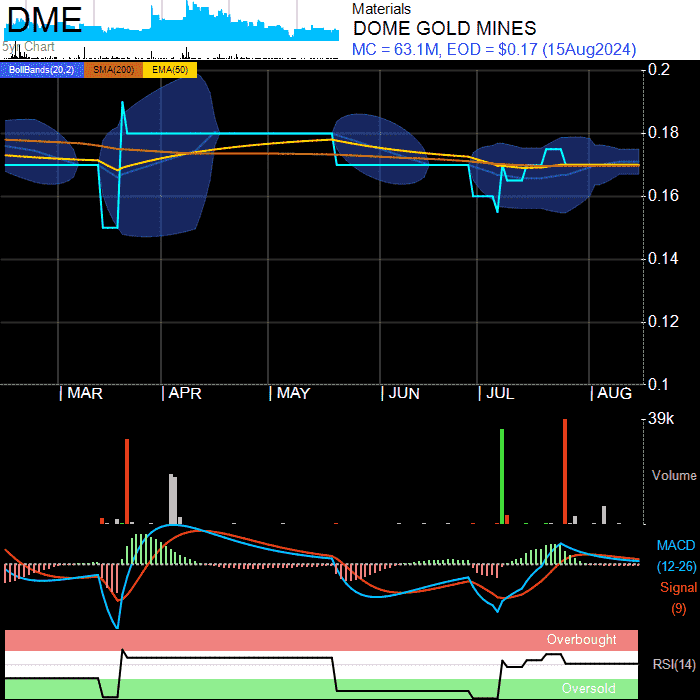 DME
5yr Chart
Materials
DOME GOLD MINES
MC = 63.1M, EOD = $0.17 (15Aug2024)
BollBands(20,2) SMA(200) EMA(50)
0.2
0.18
0.16
0.14
0.12
0.1
MAR APR MAY JUN JUL AUG
39k
Volume
MACD
(12-26)
Signal
(9)
Overbought
RSI(14)
Oversold